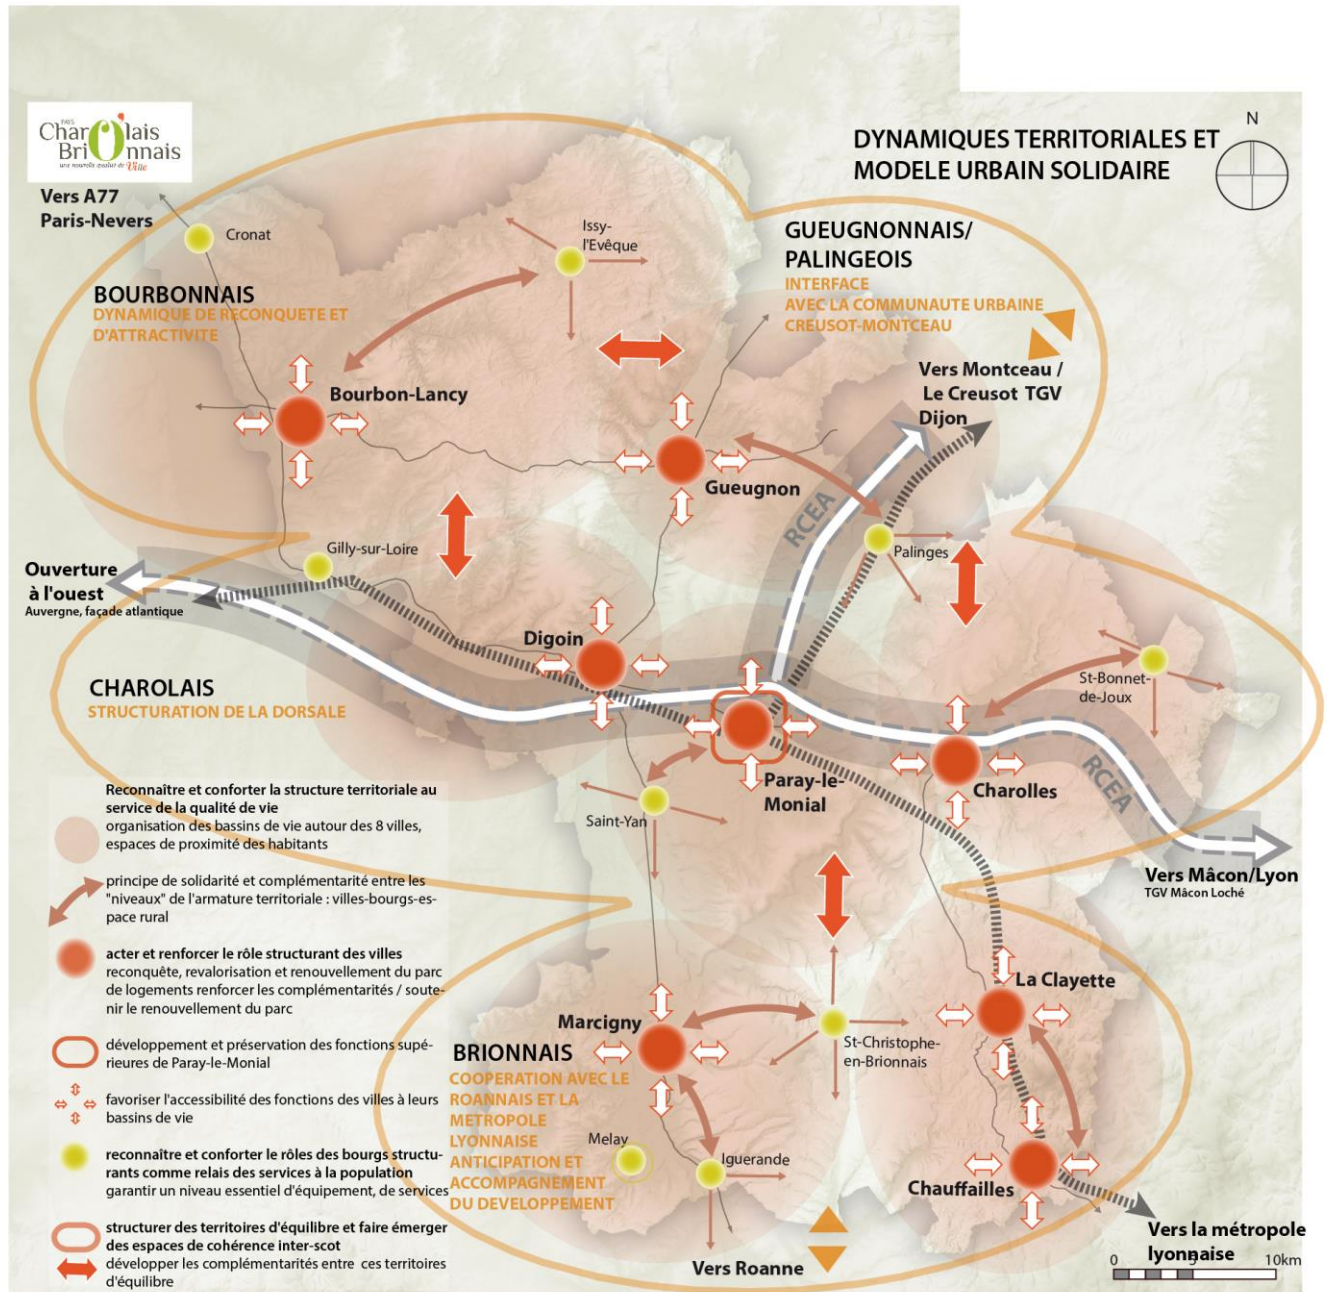 PAYS
Charolais
Brionnais
une nouvelle qualité de Ville
DYNAMIQUES TERRITORIALES ET
MODELE URBAIN SOLIDAIRE
N
Vers A77
Paris-Nevers
Cronat
Issy-
l'Evêque
GUEUGNONNAIS/
PALINGEOIS
INTERFACE
AVEC LA COMMUNAUTE URBAINE
CREUSOT-MONTCEAU
BOURBONNAIS
DYNAMIQUE DE RECONQUETE ET
D'ATTRACTIVITE
Vers Montceau /
Le Creusot TGV
Dijon
Bourbon-Lancy
Gueugnon
RCEA
Palinges
Gilly-sur-Loire
Ouverture
à l'ouest
Auvergne, façade atlantique
Digoin
St-Bonnet-
de-Joux
CHAROLAIS
STRUCTURATION DE LA DORSALE
Paray-le-
Monial
Charolles
RCEA
Saint-Yan
Vers Mâcon/Lyon
TGV Mâcon Loché
Reconnaître et conforter la structure territoriale au
service de la qualité de vie
organisation des bassins de vie autour des 8 villes,
espaces de proximité des habitants
principe de solidarité et complémentarité entre les
"niveaux" de l'armature territoriale : villes-bourgs-es-
pace rural
acter et renforcer le rôle structurant des villes
reconquête, revalorisation et renouvellement du parc
de logements renforcer les complémentarités / soute-
nir le renouvellement du parc
développement et préservation des fonctions supé-
rieures de Paray-le-Monial
favoriser l'accessibilité des fonctions des villes à leurs
bassins de vie
reconnaître et conforter le rôles des bourgs structu-
rants comme relais des services à la population
garantir un niveau essentiel d'équipement, de services
structurer des territoires d'équilibre et faire émerger
des espaces de cohérence inter-scot
développer les complémentarités entre ces territoires
d'équilibre
La Clayette
Marcigny
St-Christophe-
en-Brionnais
BRIONNAIS
COOPERATION AVEC LE
ROANNAIS ET LA
METROPOLE
LYONNAISE
ANTICIPATION ET
ACCOMPAGNEMENT
DU DEVELOPPEMENT
Melay
Iguerande
Chauffailles
Vers Roanne
Vers la métropole
lyonnaise
0 5 10km